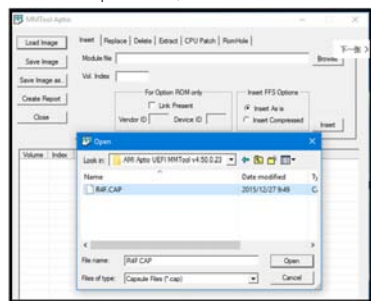 MMTool Aptio
Load Image
Save Image
Save Image as..
Create Report
Close
Insert Replace Delete Extract CPU Patch RomHole
Module file
Browse
下一张 >
Vol. Index
For Option ROM only
Link Present
Vendor ID Device ID
Insert FFS Options
Insert As is
Insert Compressed
Insert
Volume Index
Open
Look in: AMI Aptio UEFI MMTool v4.50.0.23
Name Date modified
R4F.CAP 2015/12/27 9:49
File name: R4F.CAP Open
Files of type: Capsule Files (*.cap) Cancel